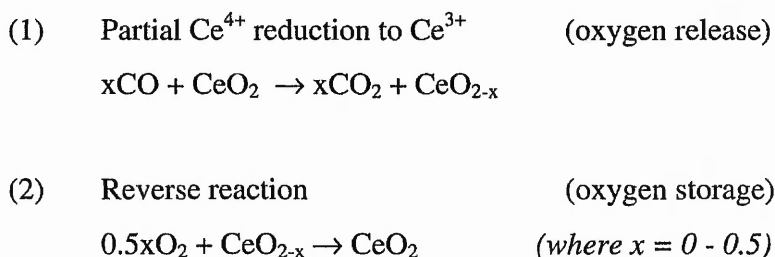 (1) Partial Ce⁴⁺ reduction to Ce³⁺ (oxygen release)
xCO + CeO₂ → xCO₂ + CeO₂₋ₓ
(2) Reverse reaction (oxygen storage)
0.5xO₂ + CeO₂₋ₓ → CeO₂ (where x = 0 - 0.5)